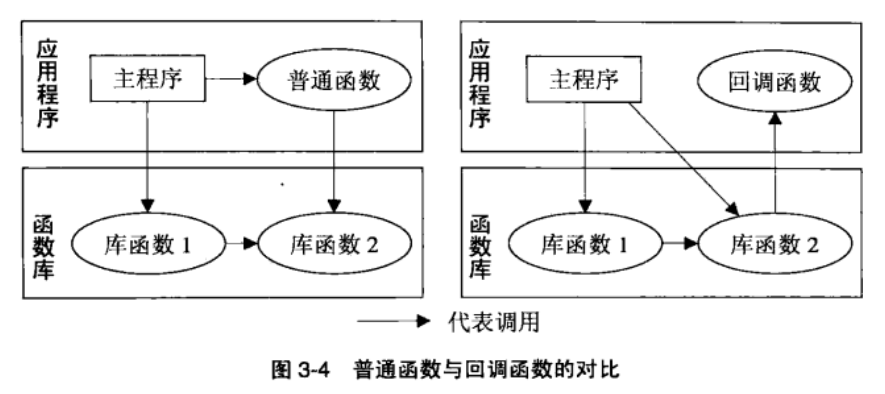 应用程序
主程序
普通函数
函数库
库函数 1
库函数 2
应用程序
主程序
回调函数
函数库
库函数 1
库函数 2
代表调用
图 3-4 普通函数与回调函数的对比